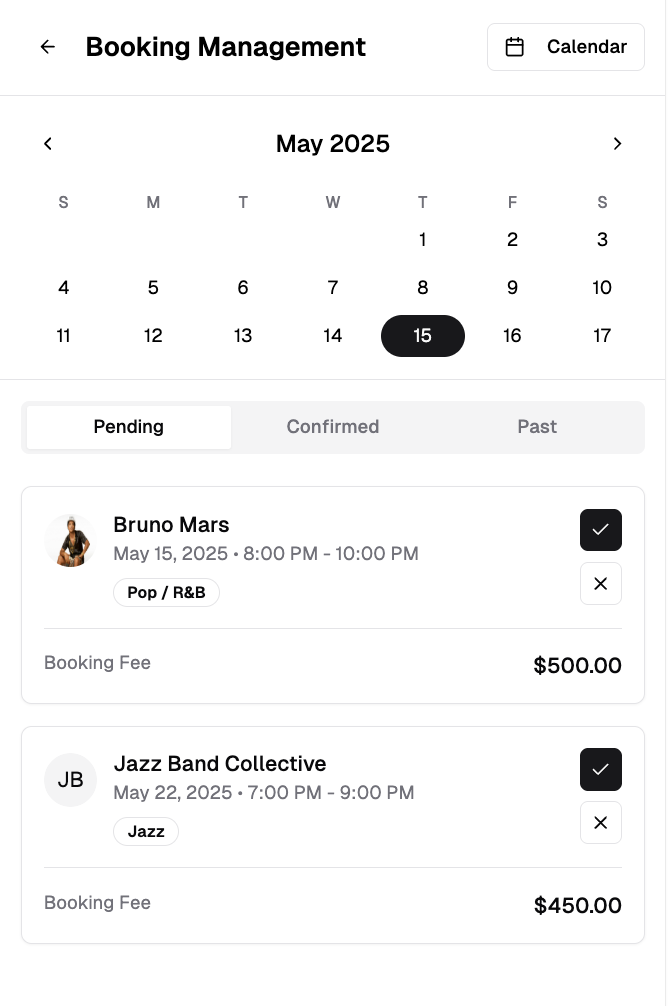 Booking Management
Calendar
May 2025
S M T W T F S
1 2 3
4 5 6 7 8 9 10
11 12 13 14 15 16 17
Pending Confirmed Past
Bruno Mars
May 15, 2025 • 8:00 PM - 10:00 PM
Pop / R&B
Booking Fee $500.00
JB
Jazz Band Collective
May 22, 2025 • 7:00 PM - 9:00 PM
Jazz
Booking Fee $450.00